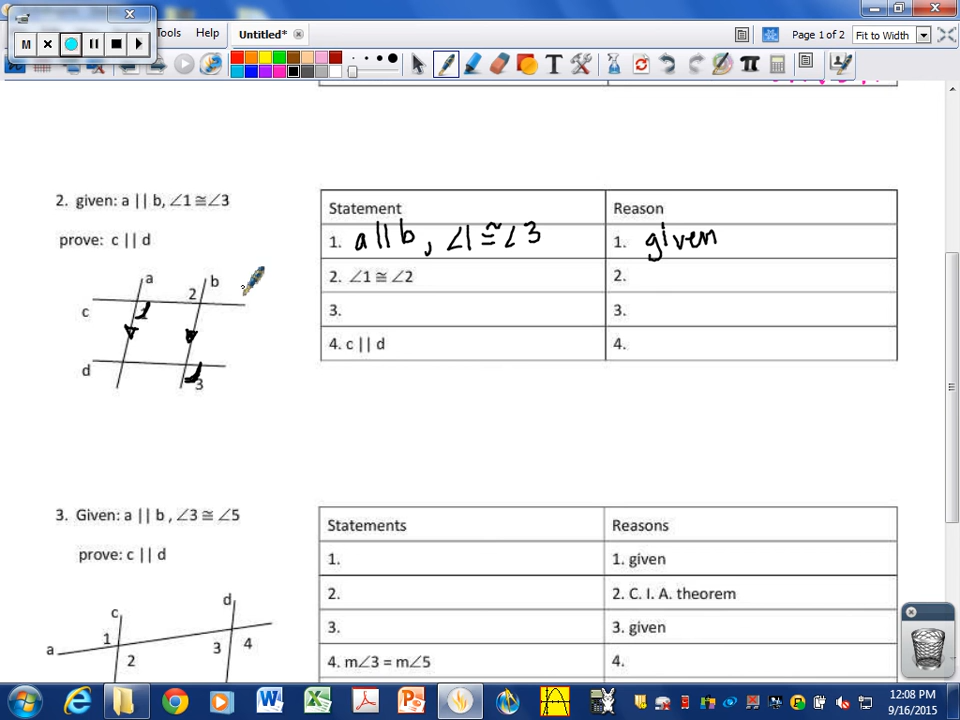 Tools Help Untitled* Page 1 of 2 Fit to Width
M
2. given: a || b, ∠1 ≅ ∠3
prove: c || d
a
b
2
c
d
3
Statement Reason
1. a || b, ∠1 ≅ ∠3 1. given
2. ∠1 ≅ ∠2 2.
3. 3.
4. c || d 4.
3. Given: a || b , ∠3 ≅ ∠5
prove: c || d
c
d
1
3
4
a
2
Statements Reasons
1. 1. given
2. 2. C. I. A. theorem
3. 3. given
4. m∠3 = m∠5 4.
12:08 PM
9/16/2015